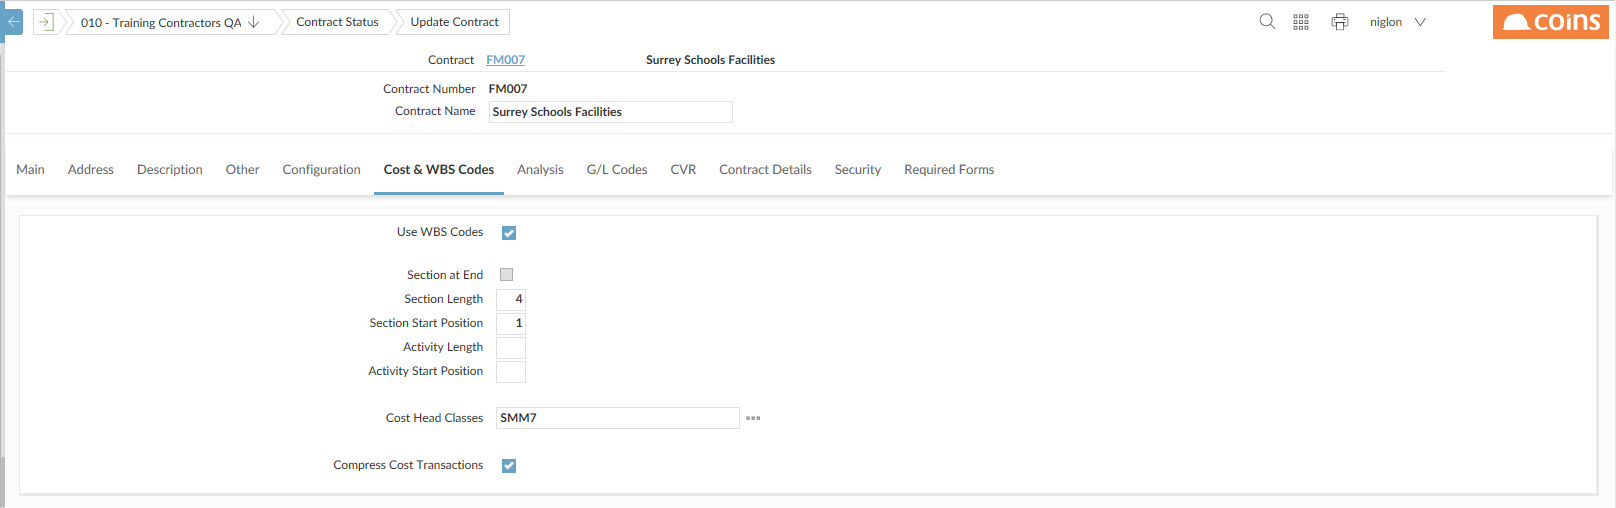 010 - Training Contractors QA Contract Status Update Contract niglon coins
Contract FM007 Surrey Schools Facilities
Contract Number FM007
Contract Name Surrey Schools Facilities
Main Address Description Other Configuration Cost & WBS Codes Analysis G/L Codes CVR Contract Details Security Required Forms
Use WBS Codes
Section at End
Section Length 4
Section Start Position 1
Activity Length
Activity Start Position
Cost Head Classes SMM7
Compress Cost Transactions